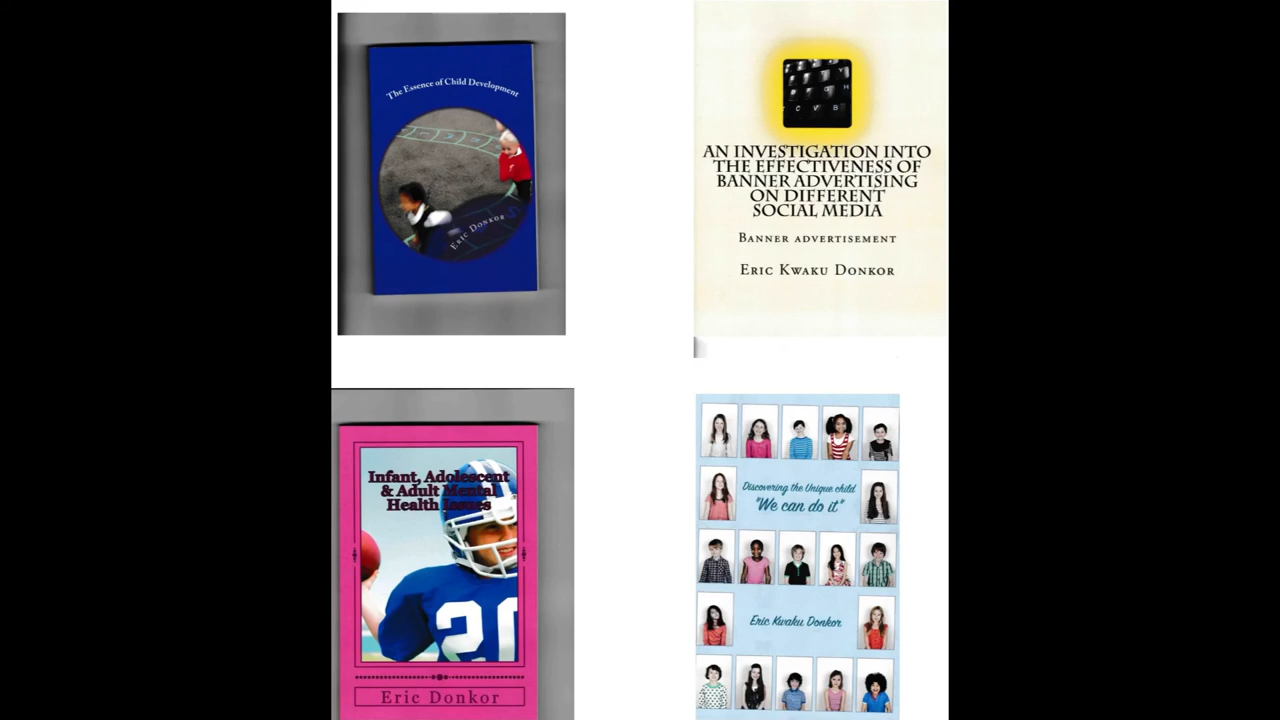 The Essence of Child Development
Eric Donkor
Y
G H
C V B
AN INVESTIGATION INTO
THE EFFECTIVENESS OF
BANNER ADVERTISING
ON DIFFERENT
SOCIAL MEDIA
Banner advertisement
Eric Kwaku Donkor
Infant, Adolescent
& Adult Mental
Health Issues
20
Eric Donkor
Discovering the Unique child
"We can do it"
Eric Kwaku Donkor